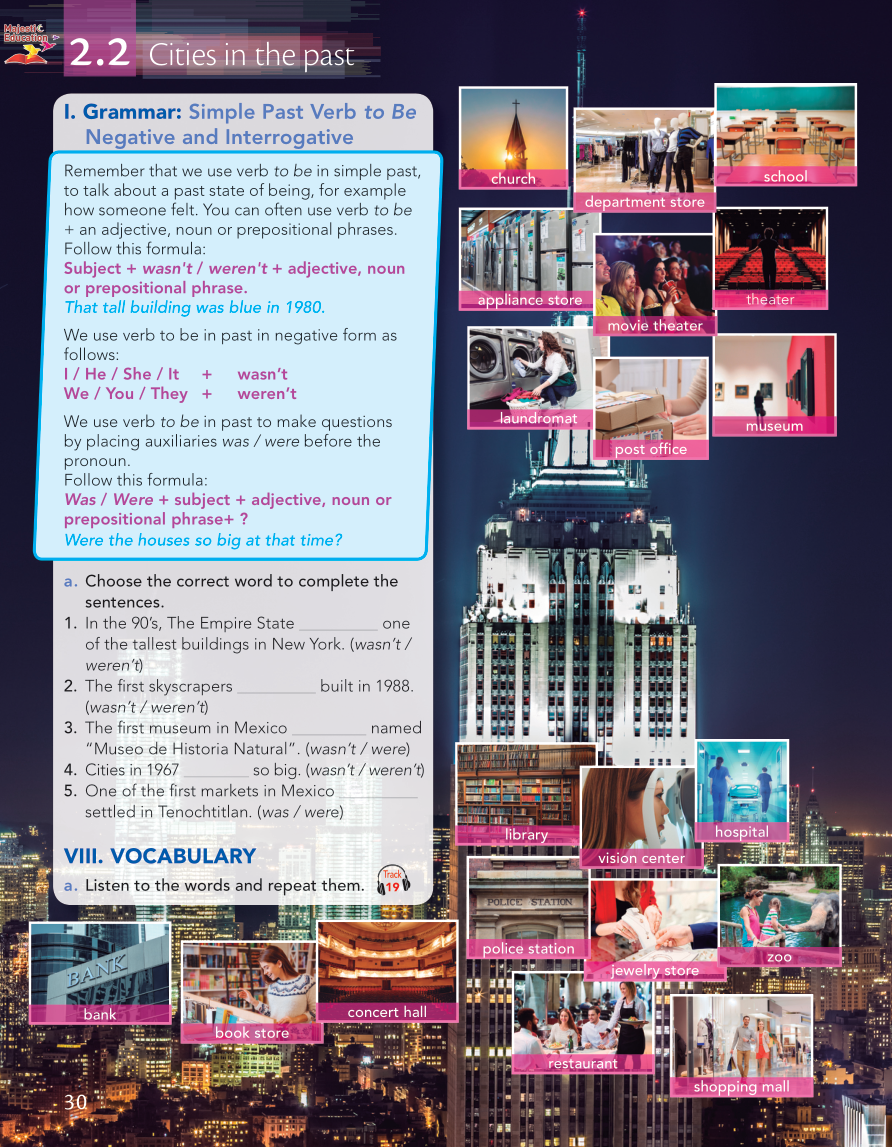 Majestic
Education
2.2 Cities in the past
I. Grammar: Simple Past Verb to Be
Negative and Interrogative
Remember that we use verb to be in simple past,
to talk about a past state of being, for example
how someone felt. You can often use verb to be
+ an adjective, noun or prepositional phrases.
Follow this formula:
Subject + wasn't / weren't + adjective, noun
or prepositional phrase.
That tall building was blue in 1980.
We use verb to be in past in negative form as
follows:
I / He / She / It + wasn't
We / You / They + weren't
We use verb to be in past to make questions
by placing auxiliaries was / were before the
pronoun.
Follow this formula:
Was / Were + subject + adjective, noun or
prepositional phrase+ ?
Were the houses so big at that time?
a. Choose the correct word to complete the
sentences.
1. In the 90's, The Empire State ________ one
of the tallest buildings in New York. (wasn't /
weren't)
2. The first skyscrapers ________ built in 1988.
(wasn't / weren't)
3. The first museum in Mexico ________ named
“Museo de Historia Natural”. (wasn't / were)
4. Cities in 1967 ________ so big. (wasn't / weren't)
5. One of the first markets in Mexico ________
settled in Tenochtitlan. (was / were)
VIII. VOCABULARY
a. Listen to the words and repeat them.
Track
19
church
department store
school
appliance store
movie theater
theater
laundromat
post office
museum
library
vision center
hospital
POLICE STATION
police station
jewelry store
zoo
BANK
bank
book store
concert hall
restaurant
shopping mall
30